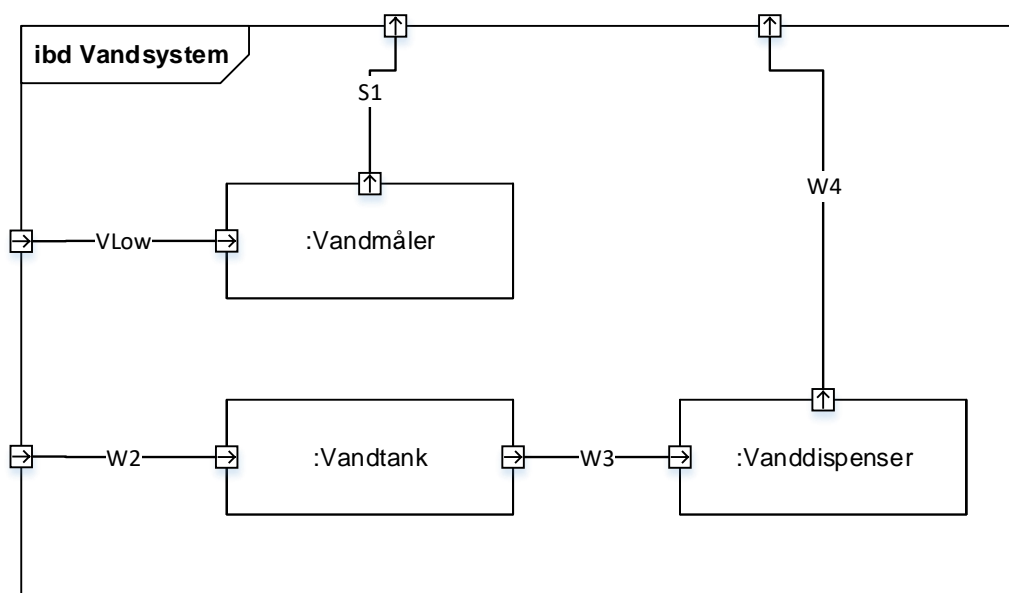 ibd Vandsystem
S1
VLow
:Vandmåler
W4
W2
:Vandtank
W3
:Vanddispenser